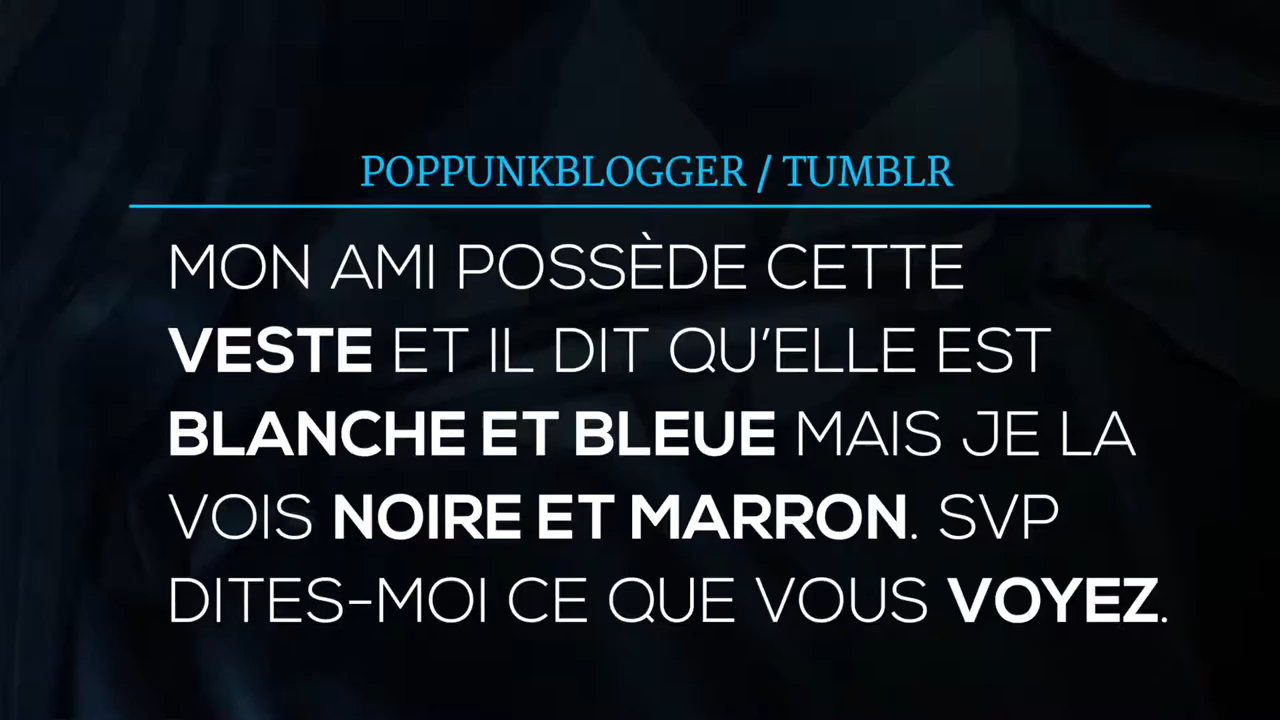 POPPUNKBLOGGER / TUMBLR
MON AMI POSSÈDE CETTE
VESTE ET IL DIT QU’ELLE EST
BLANCHE ET BLEUE MAIS JE LA
VOIS NOIRE ET MARRON. SVP
DITES-MOI CE QUE VOUS VOYEZ.